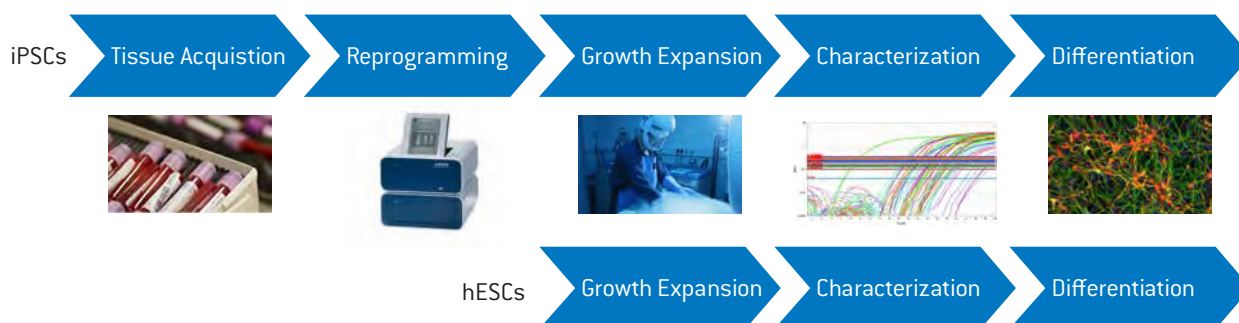 iPSCs
Tissue Acquistion
Reprogramming
Growth Expansion
Characterization
Differentiation
hESCs
Growth Expansion
Characterization
Differentiation